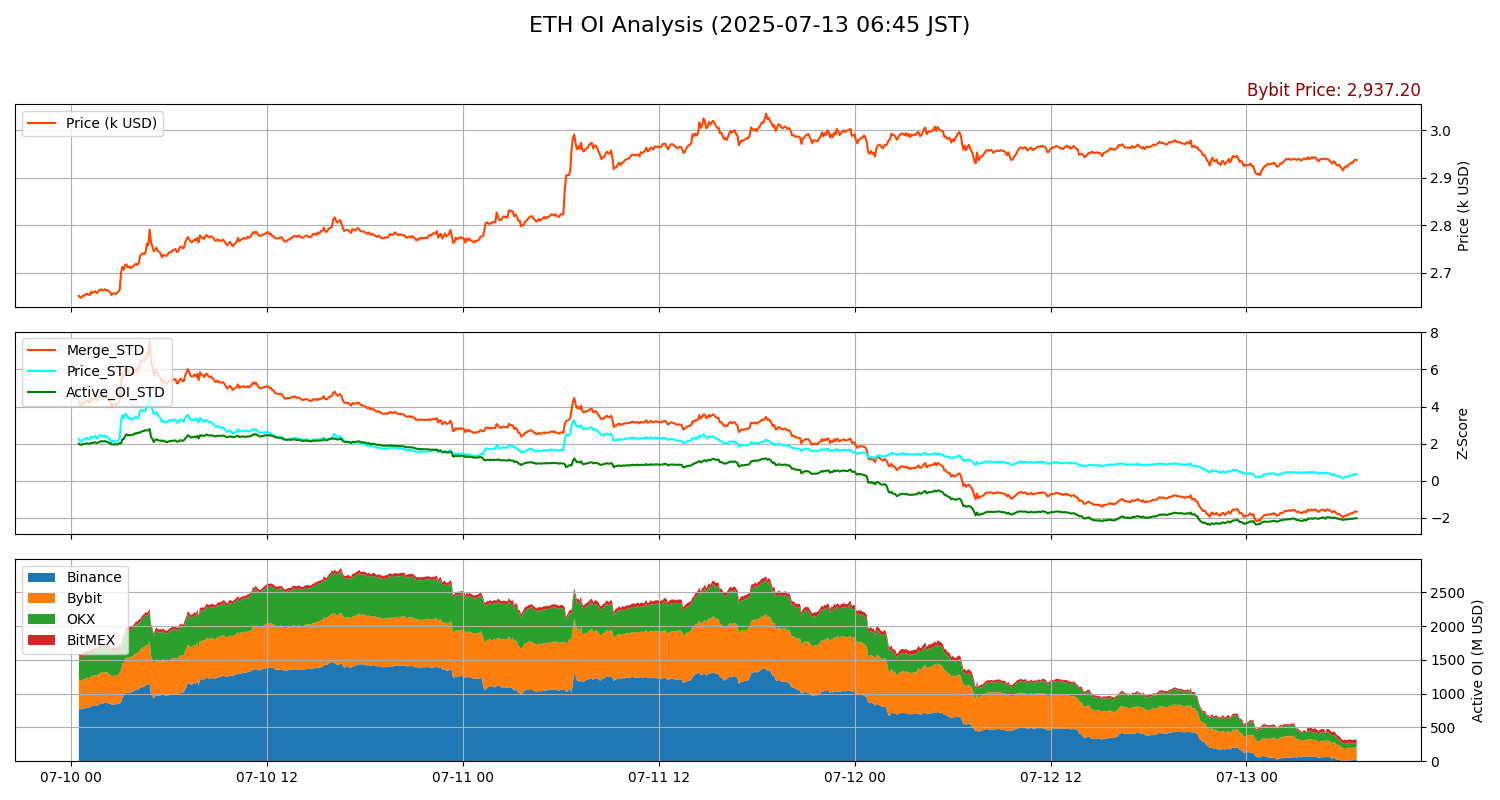 ETH OI Analysis (2025-07-13 06:45 JST)
Bybit Price: 2,937.20
Price (k USD)
3.0
2.9
2.8
2.7
Price (k USD)
Merge_STD
Price_STD
Active_OI_STD
8
6
4
2
0
−2
Z-Score
Binance
Bybit
OKX
BitMEX
2500
2000
1500
1000
500
0
Active OI (M USD)
07-10 00
07-10 12
07-11 00
07-11 12
07-12 00
07-12 12
07-13 00